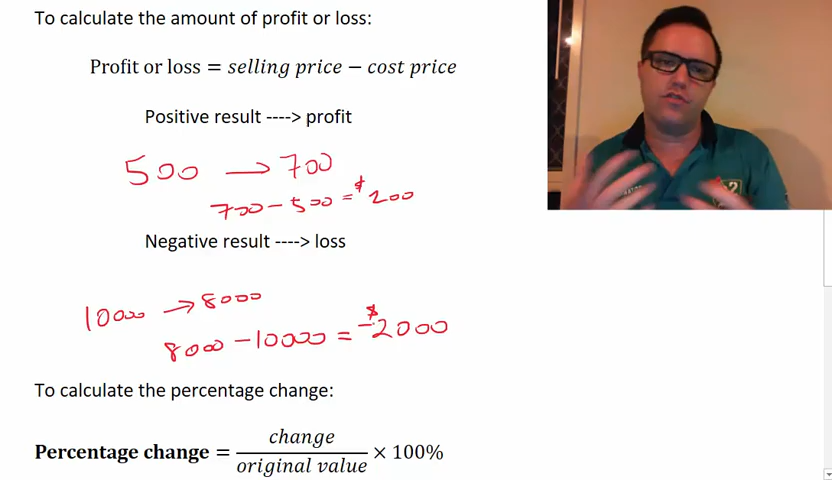 To calculate the amount of profit or loss:
Profit or loss = selling price − cost price
Positive result ----> profit
500 → 700
700 - 500 = $200
Negative result ----> loss
10000 → 8000
8000 - 10000 = -$2000
To calculate the percentage change:
Percentage change = change / original value × 100%